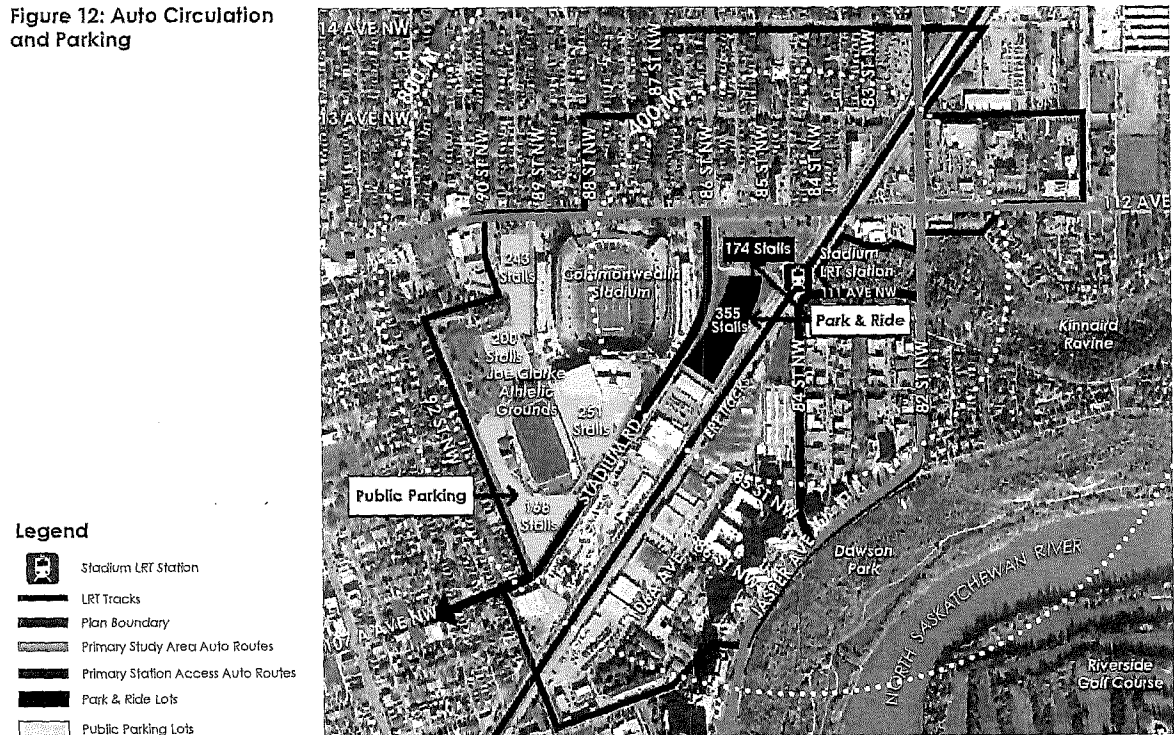 Figure 12: Auto Circulation
and Parking
14 AVE NW
13 AVE NW
800 M
400 M
87 ST NW
83 ST NW
90 ST NW
89 ST NW
88 ST NW
86 ST NW
85 ST NW
84 ST NW
112 AVE
243
Stalls
Commonwealth
Stadium
174 Stalls
Stadium
LRT station
111 AVE NW
355
Stalls
Park & Ride
Kinnaird
Ravine
200
Stalls
Joe Clarke
Athletic
Grounds
251
Stalls
LRT Tracks
84 ST NW
82 ST NW
92 ST NW
STADIUM RD
Public Parking
168
Stalls
85 ST NW
86 ST NW
JASPER AVE NW
Dawson
Park
NORTH SASKATCHEWAN RIVER
Riverside
Golf Course
107 A AVE NW
Legend
Stadium LRT Station
LRT Tracks
Plan Boundary
Primary Study Area Auto Routes
Primary Station Access Auto Routes
Park & Ride Lots
Public Parking Lots